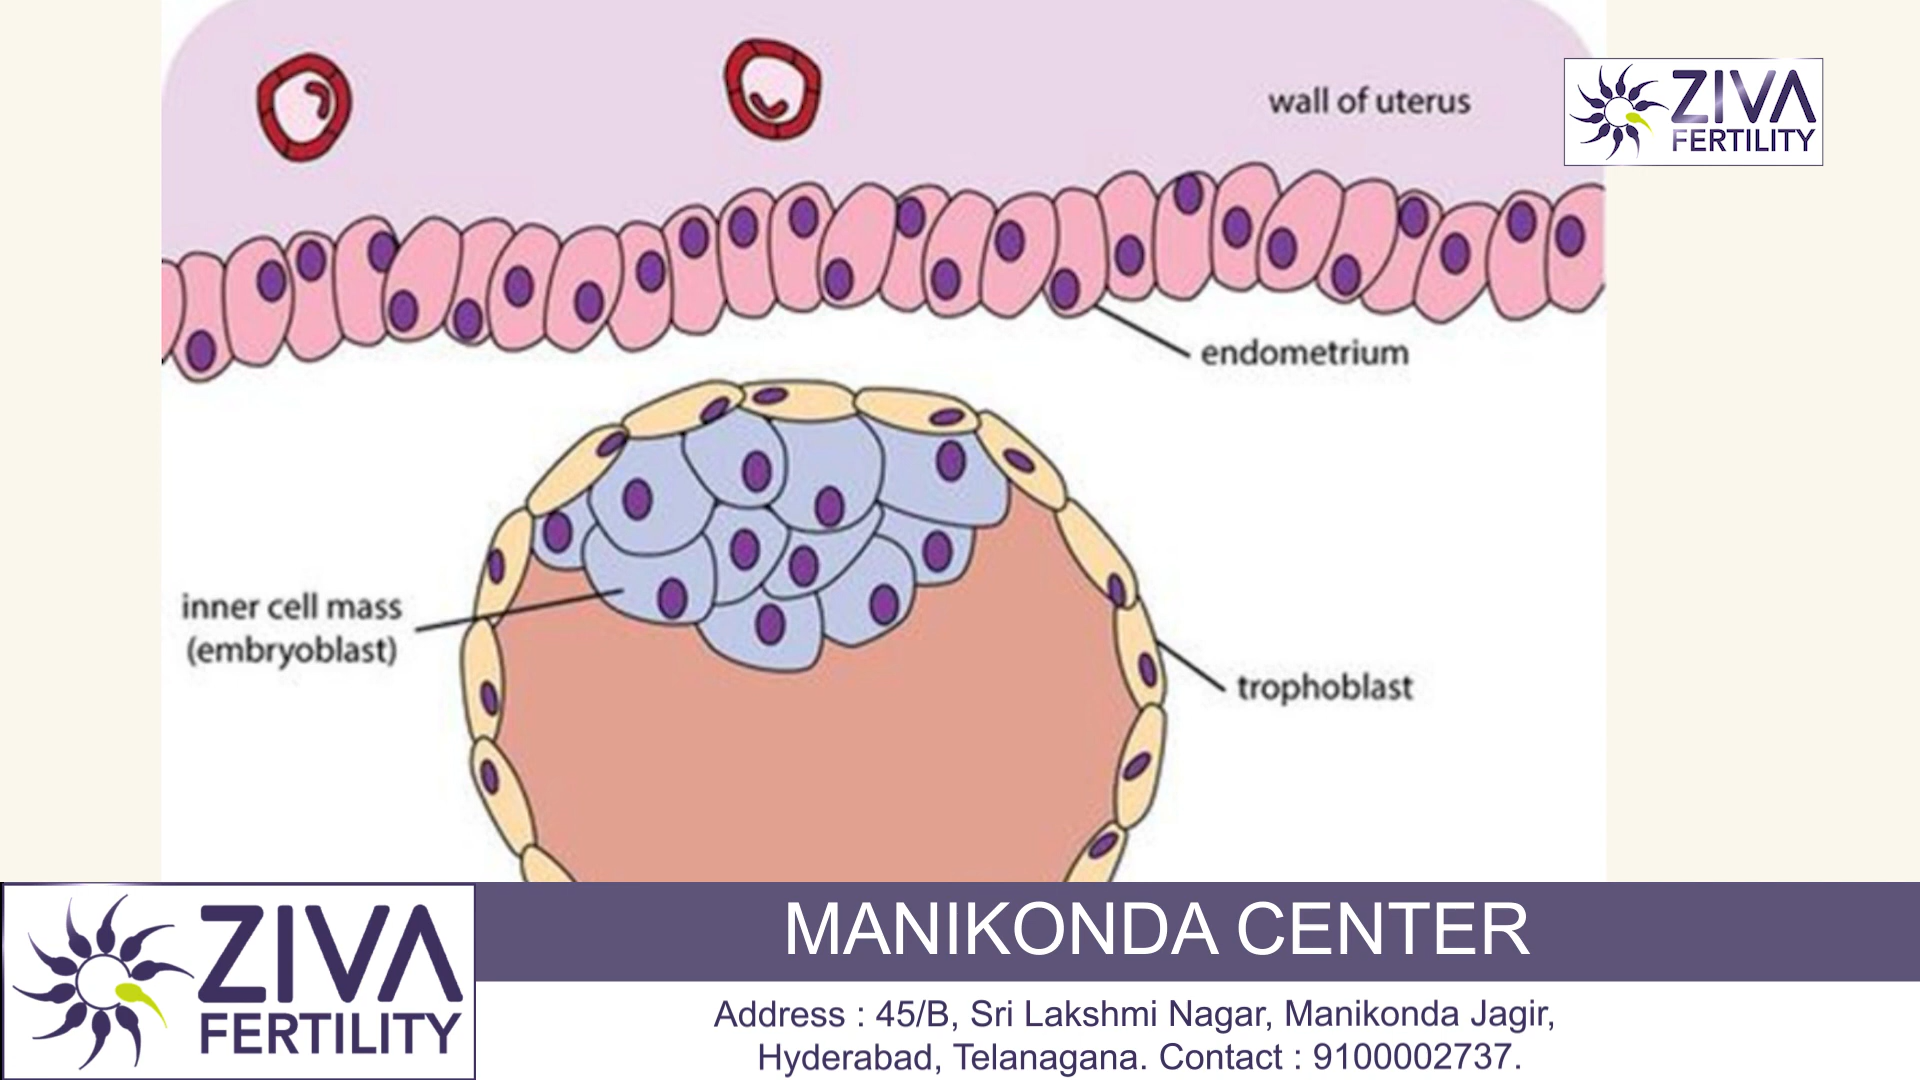 wall of uterus
ZIVA
FERTILITY
endometrium
inner cell mass
(embryoblast)
trophoblast
ZIVA
FERTILITY
MANIKONDA CENTER
Address : 45/B, Sri Lakshmi Nagar, Manikonda Jagir,
Hyderabad, Telanagana. Contact : 9100002737.